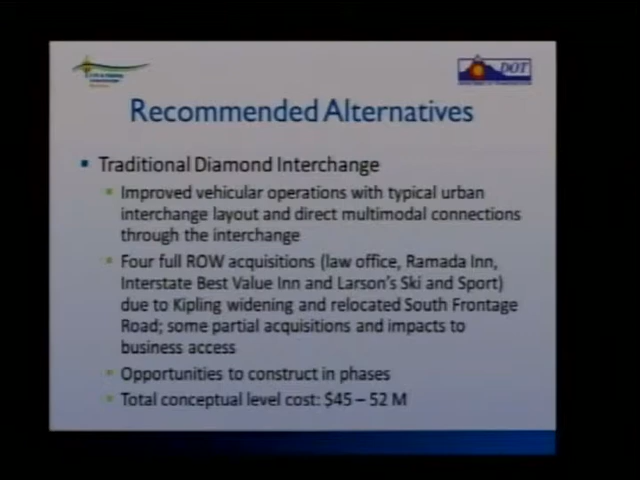 DOT
Recommended Alternatives
Traditional Diamond Interchange
Improved vehicular operations with typical urban
interchange layout and direct multimodal connections
through the interchange
Four full ROW acquisitions (law office, Ramada Inn,
Interstate Best Value Inn and Larson's Ski and Sport)
due to Kipling widening and relocated South Frontage
Road; some partial acquisitions and impacts to
business access
Opportunities to construct in phases
Total conceptual level cost: $45 – 52 M